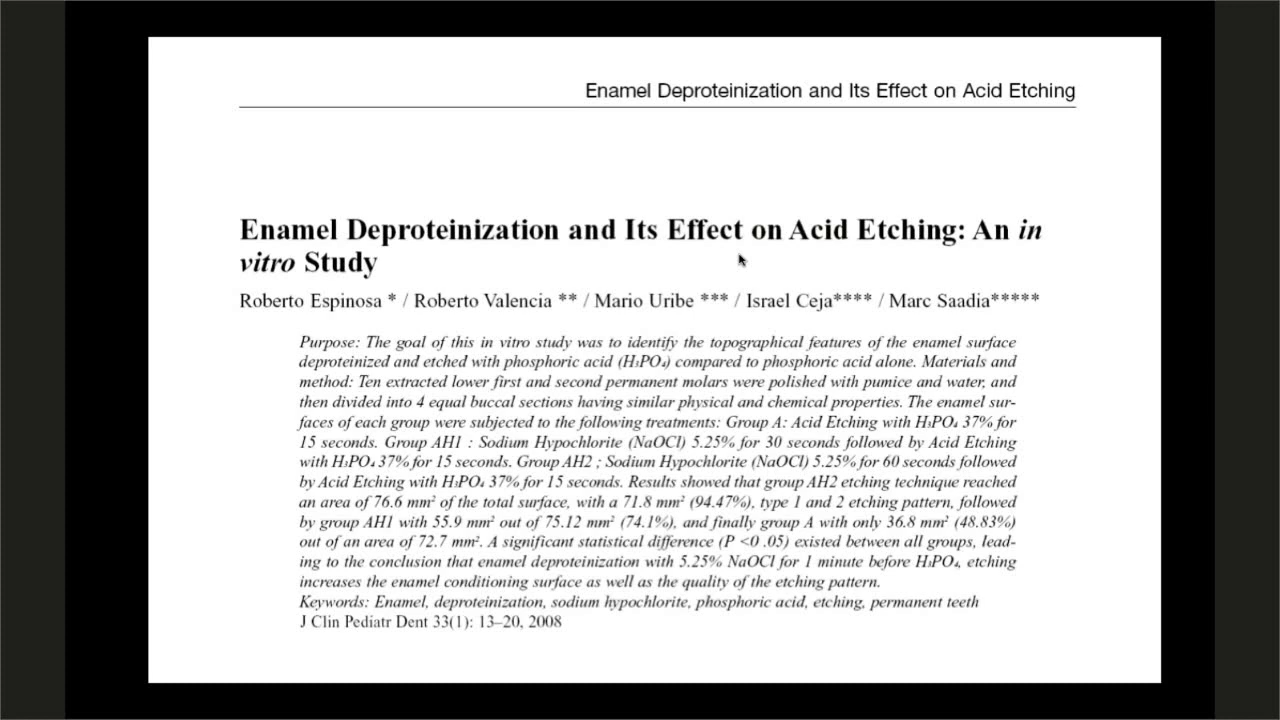 Enamel Deproteinization and Its Effect on Acid Etching
Enamel Deproteinization and Its Effect on Acid Etching: An in
vitro Study
Roberto Espinosa * / Roberto Valencia ** / Mario Uribe *** / Israel Ceja**** / Marc Saadia*****
Purpose: The goal of this in vitro study was to identify the topographical features of the enamel surface
deproteinized and etched with phosphoric acid (H₃PO₄) compared to phosphoric acid alone. Materials and
method: Ten extracted lower first and second permanent molars were polished with pumice and water, and
then divided into 4 equal buccal sections having similar physical and chemical properties. The enamel sur-
faces of each group were subjected to the following treatments: Group A: Acid Etching with H₃PO₄ 37% for
15 seconds. Group AH1 : Sodium Hypochlorite (NaOCl) 5.25% for 30 seconds followed by Acid Etching
with H₃PO₄ 37% for 15 seconds. Group AH2 ; Sodium Hypochlorite (NaOCl) 5.25% for 60 seconds followed
by Acid Etching with H₃PO₄ 37% for 15 seconds. Results showed that group AH2 etching technique reached
an area of 76.6 mm² of the total surface, with a 71.8 mm² (94.47%), type 1 and 2 etching pattern, followed
by group AH1 with 55.9 mm² out of 75.12 mm² (74.1%), and finally group A with only 36.8 mm² (48.83%)
out of an area of 72.7 mm². A significant statistical difference (P <0 .05) existed between all groups, lead-
ing to the conclusion that enamel deproteinization with 5.25% NaOCl for 1 minute before H₃PO₄, etching
increases the enamel conditioning surface as well as the quality of the etching pattern.
Keywords: Enamel, deproteinization, sodium hypochlorite, phosphoric acid, etching, permanent teeth
J Clin Pediatr Dent 33(1): 13–20, 2008